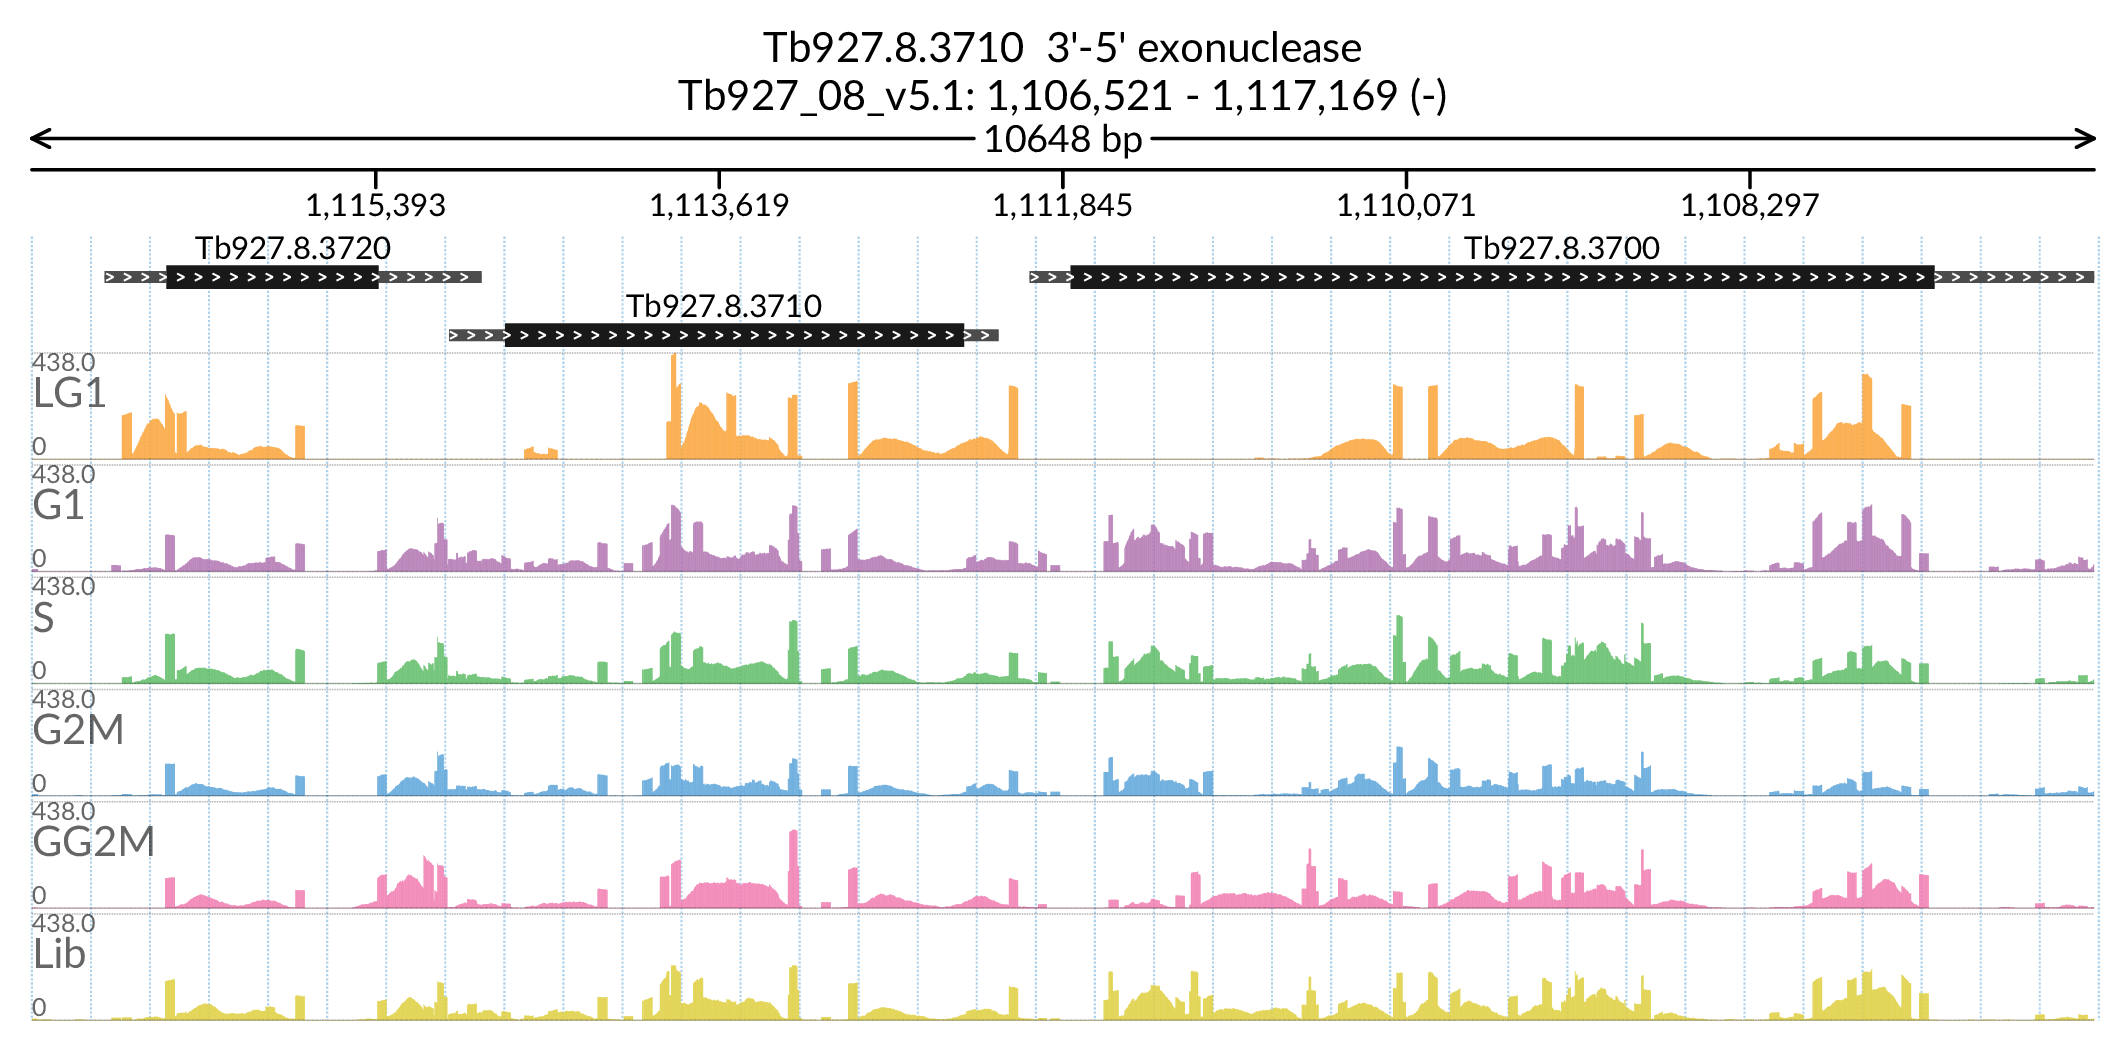 Tb927.8.3710  3'-5' exonuclease
Tb927_08_v5.1: 1,106,521 - 1,117,169 (-)
10648 bp
1,115,393 1,113,619 1,111,845 1,110,071 1,108,297
Tb927.8.3720 Tb927.8.3700
Tb927.8.3710
438.0
LG1
0
438.0
G1
0
438.0
S
0
438.0
G2M
0
438.0
GG2M
0
438.0
Lib
0